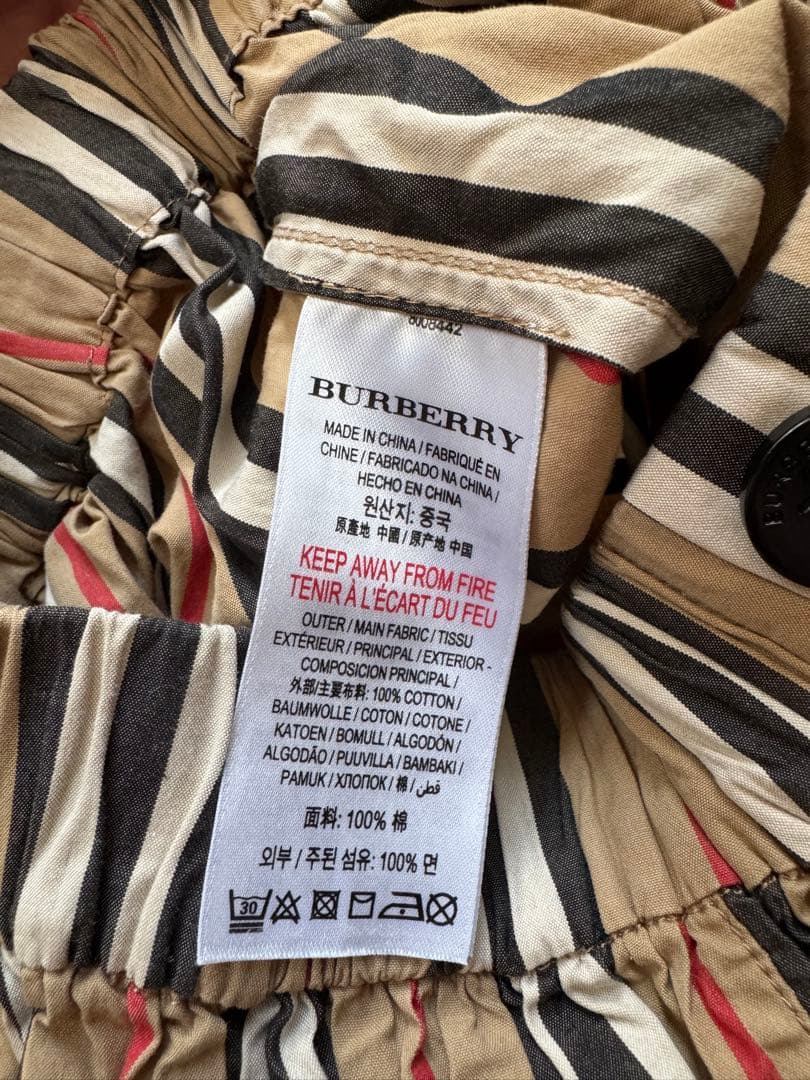 8008442
BURBERRY
MADE IN CHINA / FABRIQUÉ EN
CHINE / FABRICADO NA CHINA /
HECHO EN CHINA
원산지: 중국
原產地 中國 / 原产地 中国
KEEP AWAY FROM FIRE
TENIR À L'ÉCART DU FEU
OUTER / MAIN FABRIC / TISSU
EXTÉRIEUR / PRINCIPAL / EXTERIOR -
COMPOSICION PRINCIPAL /
外部/主要布料: 100% COTTON /
BAUMWOLLE / COTON / COTONE /
KATOEN / BOMULL / ALGODÓN /
ALGODÃO / PUUVILLA / BAMBAKI /
PAMUK / ХЛОПОК / 棉 / قطن
面料: 100% 棉
외부 / 주된 섬유: 100% 면
30